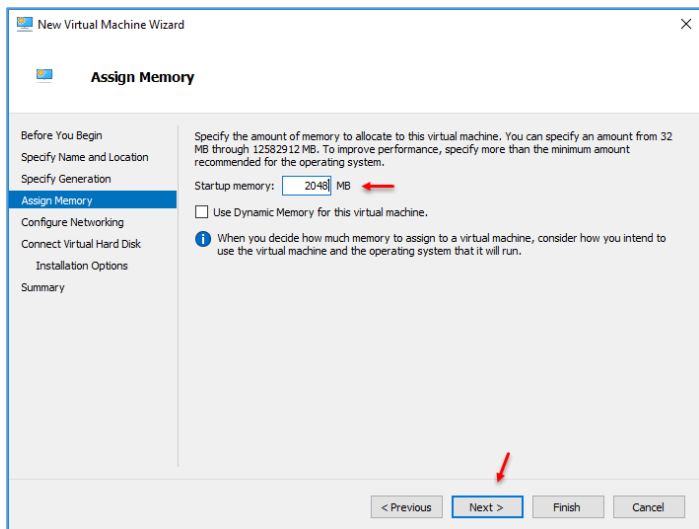 New Virtual Machine Wizard
Assign Memory
Before You Begin
Specify Name and Location
Specify Generation
Assign Memory
Configure Networking
Connect Virtual Hard Disk
Installation Options
Summary
Specify the amount of memory to allocate to this virtual machine. You can specify an amount from 32
MB through 12582912 MB. To improve performance, specify more than the minimum amount
recommended for the operating system.
Startup memory: 2048 MB
Use Dynamic Memory for this virtual machine.
When you decide how much memory to assign to a virtual machine, consider how you intend to
use the virtual machine and the operating system that it will run.
< Previous Next > Finish Cancel